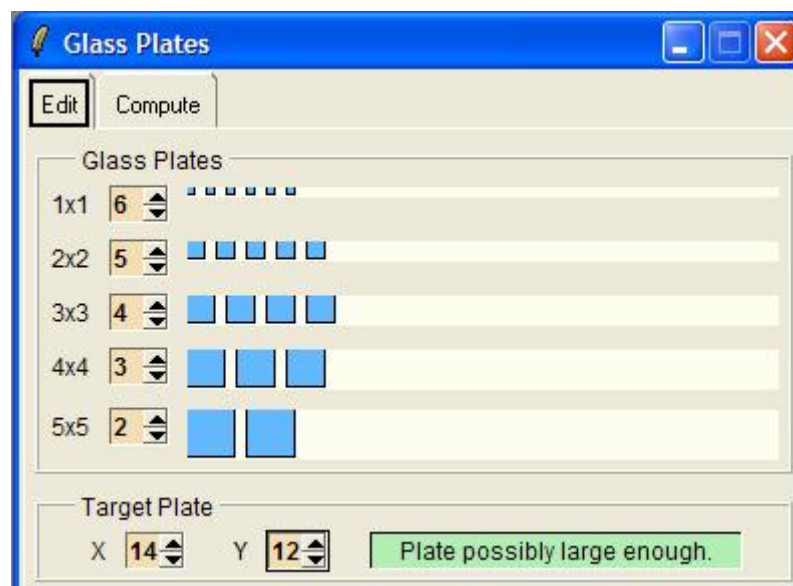 Glass Plates
Edit Compute
Glass Plates
1x1 6
2x2 5
3x3 4
4x4 3
5x5 2
Target Plate
X 14 Y 12 Plate possibly large enough.